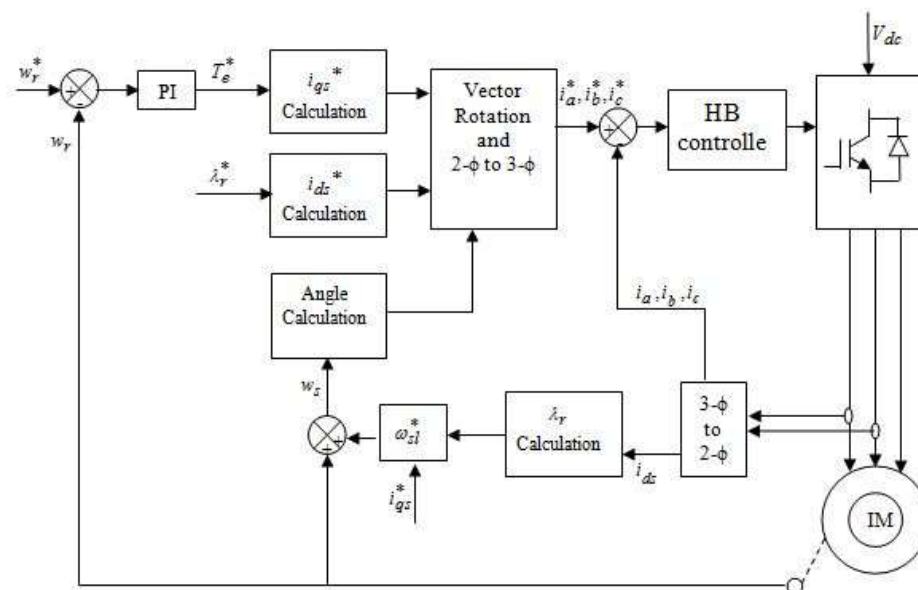 V_dc
w_r^*
PI
T_e^*
i_qs^*
Calculation
Vector
Rotation
and
2-ϕ to 3-ϕ
i_a^*, i_b^*, i_c^*
HB
controlle
w_r
λ_r^*
i_ds^*
Calculation
Angle
Calculation
i_a, i_b, i_c
w_s
ω_sl^*
λ_r
Calculation
3-ϕ
to
2-ϕ
i_ds
i_qs^*
IM